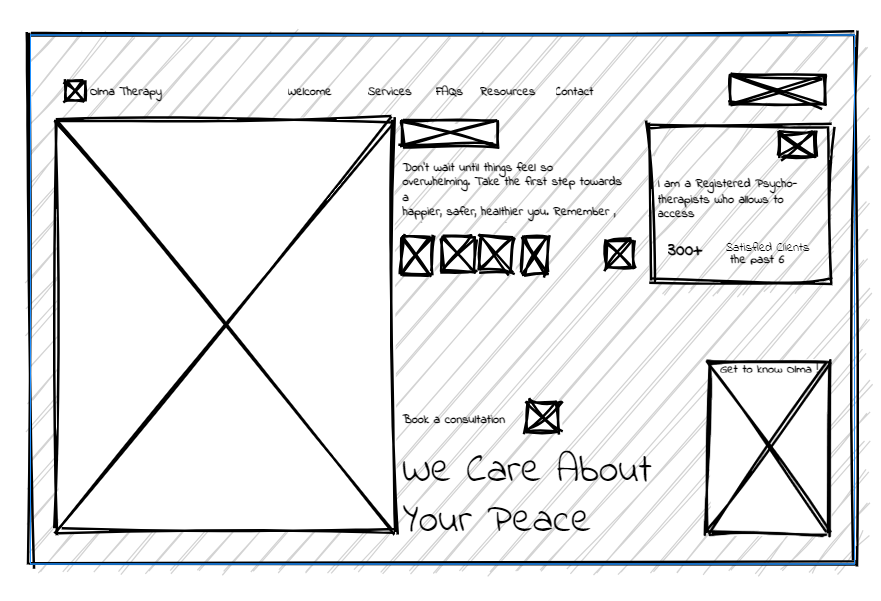 Olma Therapy
Welcome Services FAQs Resources Contact
Don't wait until things feel so
overwhelming. Take the first step towards
a
happier, safer, healthier you. Remember ,
I am a Registered Psycho-
therapists who allows to
access
300+
Satisfied Clients
the past 6
Get to know Olma !
Book a consultation
We Care About
Your Peace